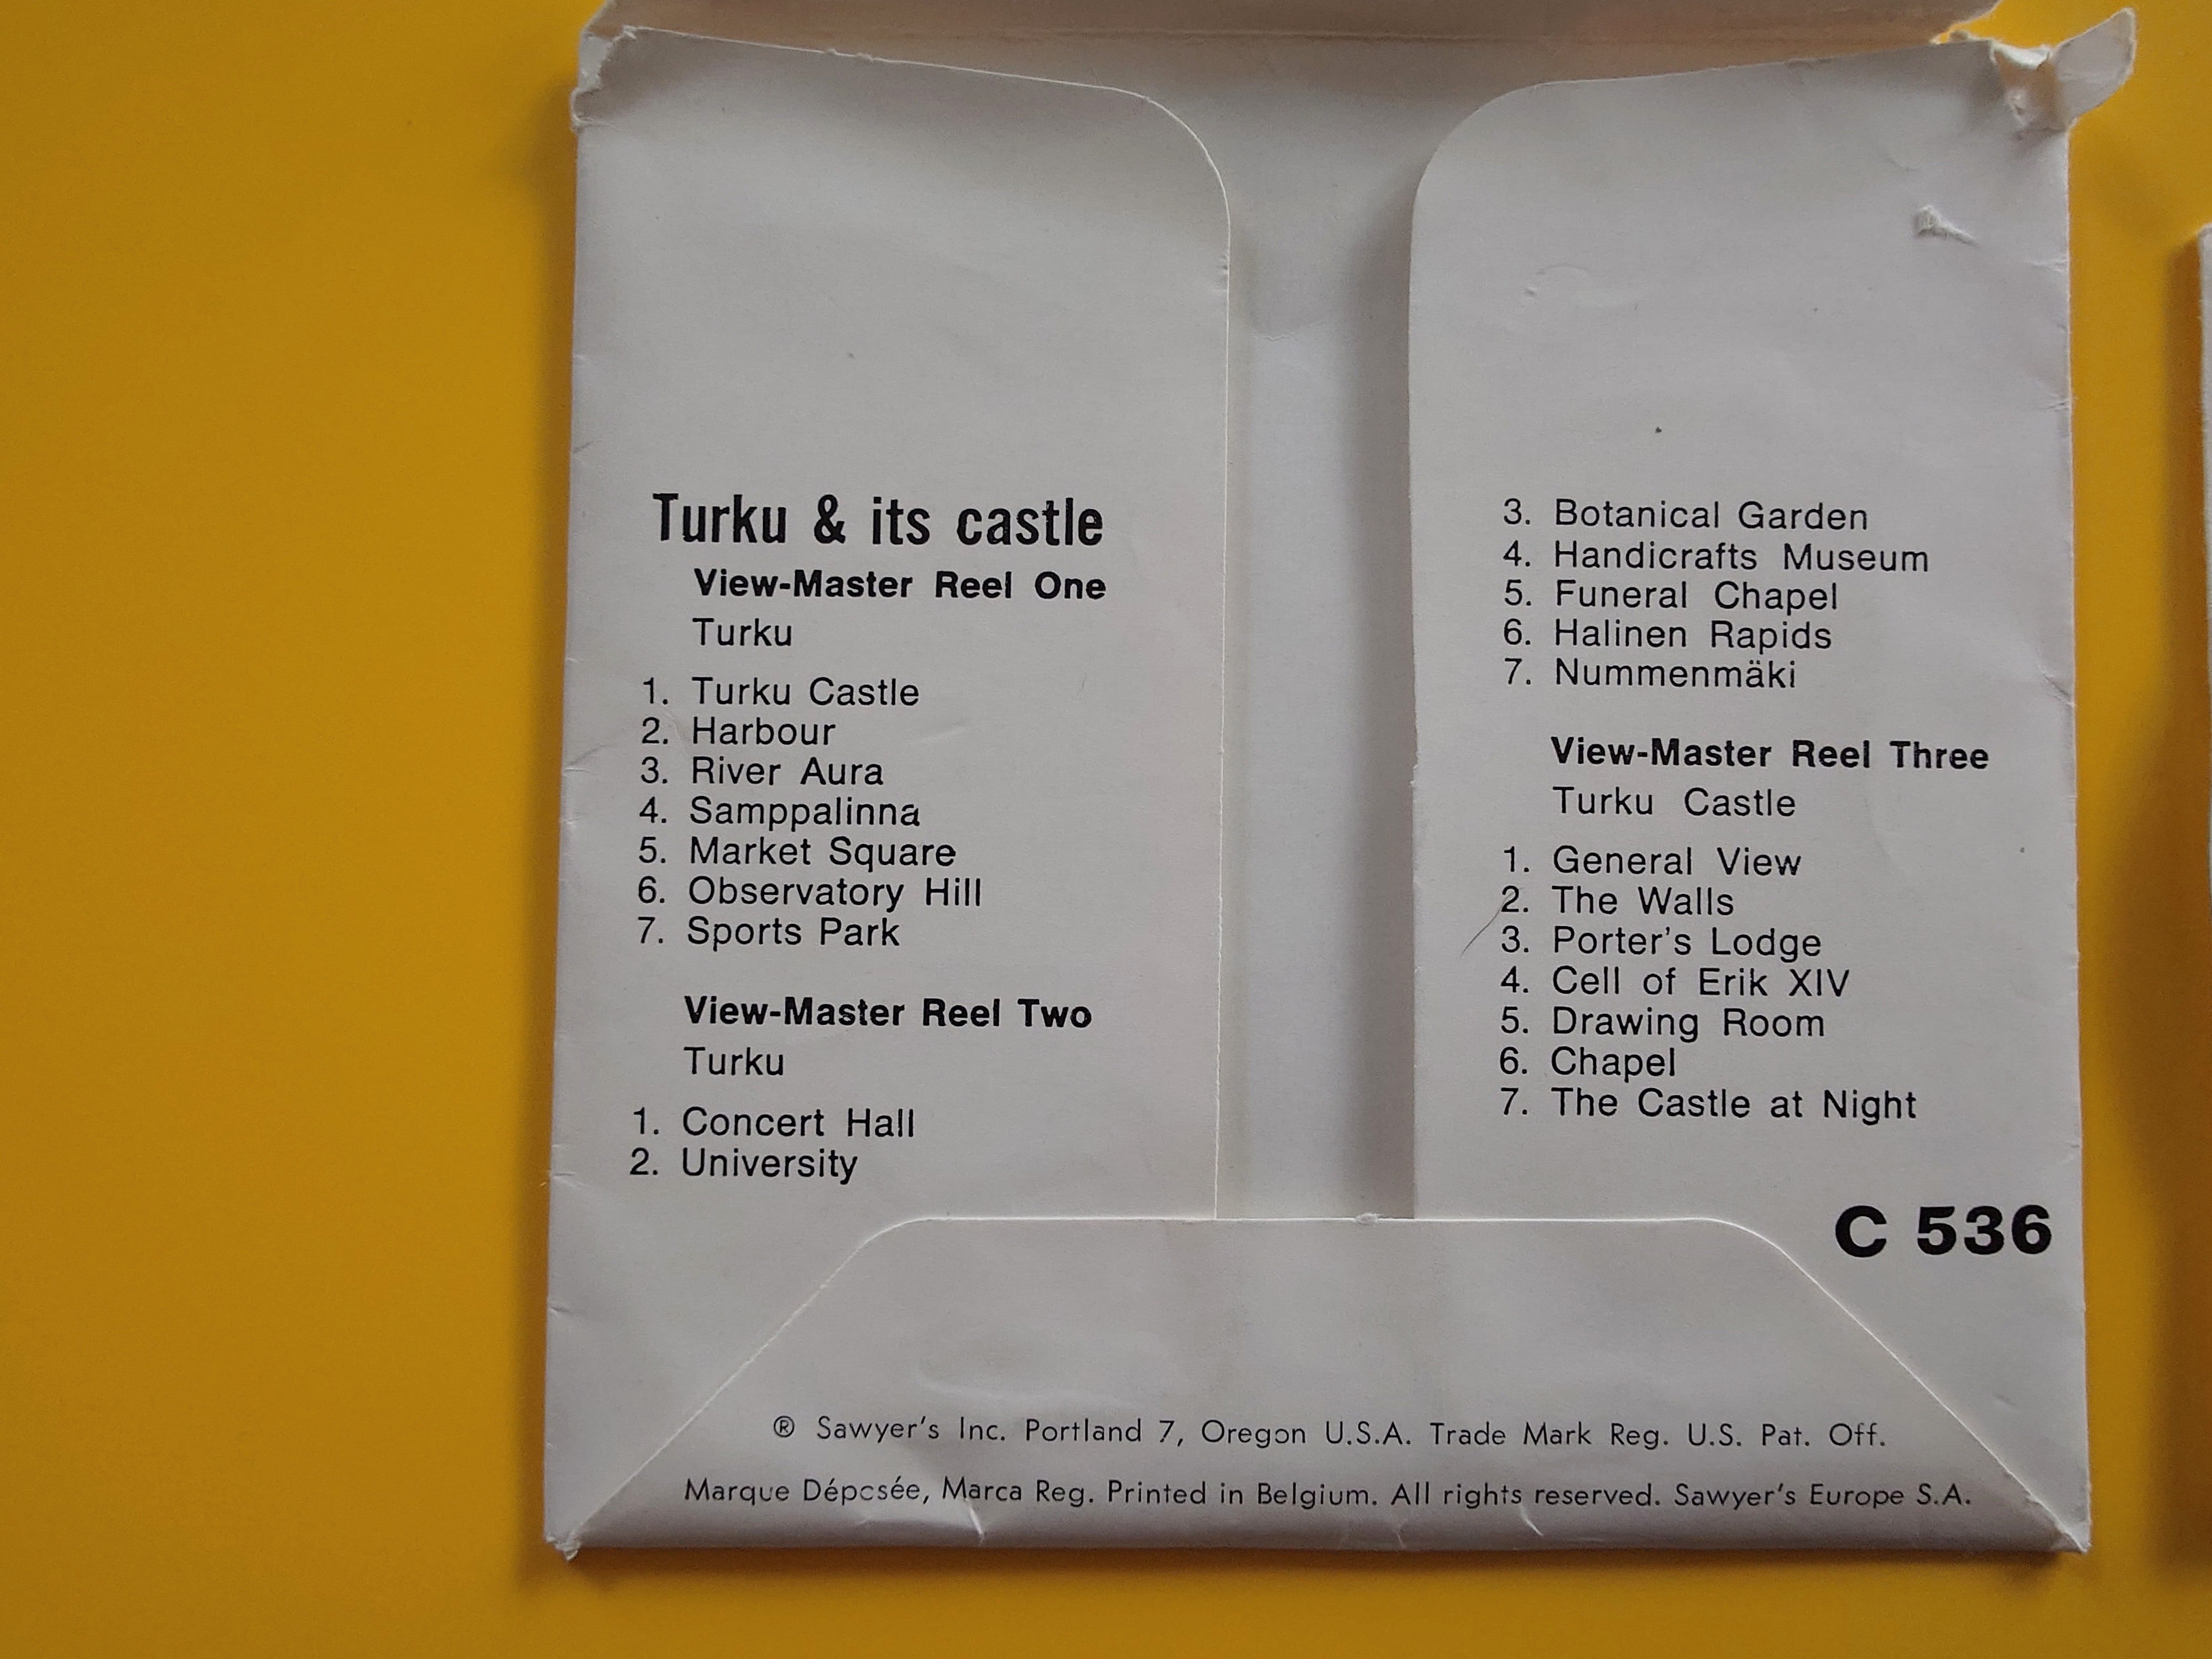 Turku & its castle
View-Master Reel One
Turku
1. Turku Castle
2. Harbour
3. River Aura
4. Samppalinna
5. Market Square
6. Observatory Hill
7. Sports Park
View-Master Reel Two
Turku
1. Concert Hall
2. University
3. Botanical Garden
4. Handicrafts Museum
5. Funeral Chapel
6. Halinen Rapids
7. Nummenmäki
View-Master Reel Three
Turku Castle
1. General View
2. The Walls
3. Porter's Lodge
4. Cell of Erik XIV
5. Drawing Room
6. Chapel
7. The Castle at Night
C 536
® Sawyer's Inc. Portland 7, Oregon U.S.A. Trade Mark Reg. U.S. Pat. Off.
Marque Déposée, Marca Reg. Printed in Belgium. All rights reserved. Sawyer's Europe S.A.